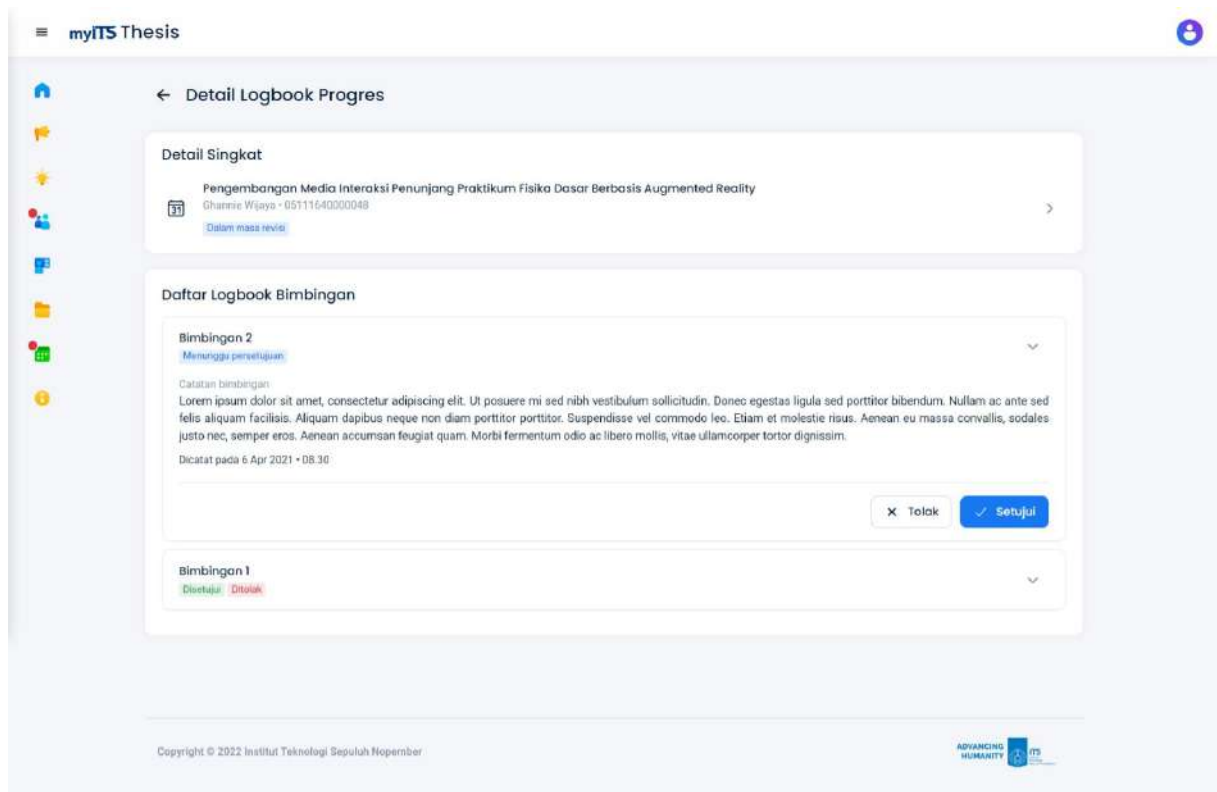 myITS Thesis
Detail Logbook Progres
Detail Singkat
Pengembangan Media Interaksi Penunjang Praktikum Fisika Dasar Berbasis Augmented Reality
Ghannie Wijaya • 05111640000048
31
Dalam masa revisi
Daftar Logbook Bimbingan
Bimbingan 2
Menunggu persetujuan
Catatan bimbingan
Lorem ipsum dolor sit amet, consectetur adipiscing elit. Ut posuere mi sed nibh vestibulum sollicitudin. Donec egestas ligula sed porttitor bibendum. Nullam ac ante sed
felis aliquam facilisis. Aliquam dapibus neque non diam porttitor porttitor. Suspendisse vel commodo leo. Etiam et molestie risus. Aenean eu massa convallis, sodales
justo nec, semper eros. Aenean accumsan feugiat quam. Morbi fermentum odio ac libero mollis, vitae ullamcorper tortor dignissim.
Dicatat pada 6 Apr 2021 • 08.30
Tolak
Setujui
Bimbingan 1
Disetujui Ditolak
Copyright © 2022 Institut Teknologi Sepuluh Nopember
ADVANCING
HUMANITY
ITS